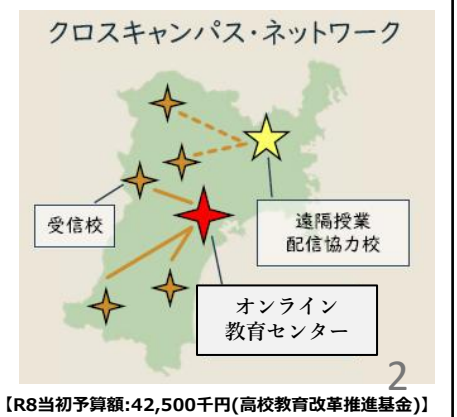 クロスキャンパス・ネットワーク
受信校
遠隔授業
配信協力校
オンライン
教育センター
2
【R8当初予算額:42,500千円(高校教育改革推進基金)】